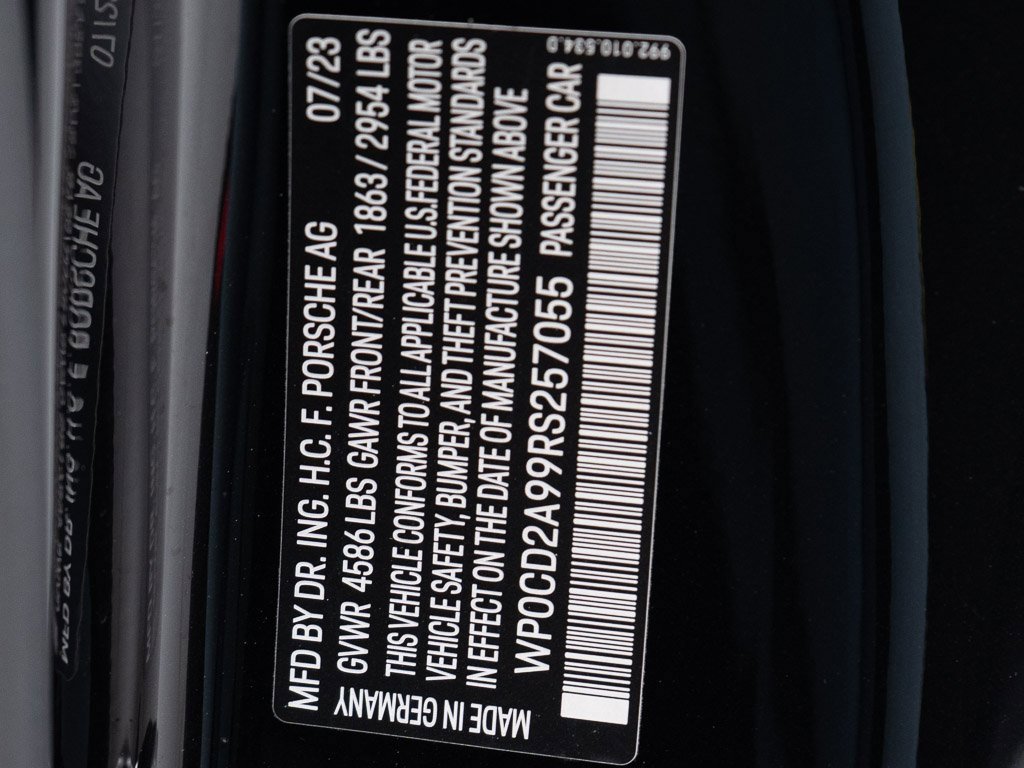 MFD BY DR. ING. H.C. F. PORSCHE AG 07/23
GVWR 4586 LBS GAWR FRONT/REAR 1863 / 2954 LBS
THIS VEHICLE CONFORMS TO ALL APPLICABLE U.S. FEDERAL MOTOR
VEHICLE SAFETY, BUMPER, AND THEFT PREVENTION STANDARDS
IN EFFECT ON THE DATE OF MANUFACTURE SHOWN ABOVE
WP0CD2A99RS257055 PASSENGER CAR
MADE IN GERMANY
992.010.534.D